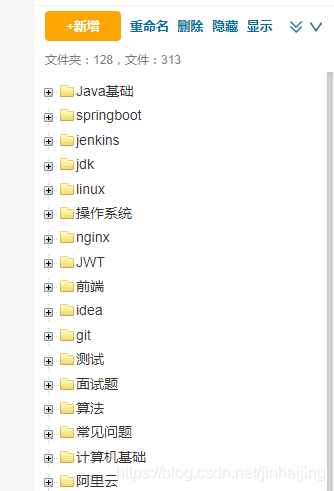 +新增 重命名 删除 隐藏 显示
文件夹：128，文件：313
Java基础
springboot
jenkins
jdk
linux
操作系统
nginx
JWT
前端
idea
git
测试
面试题
算法
常见问题
计算机基础
https://blog.csdn.net/jinhaijing
阿里云